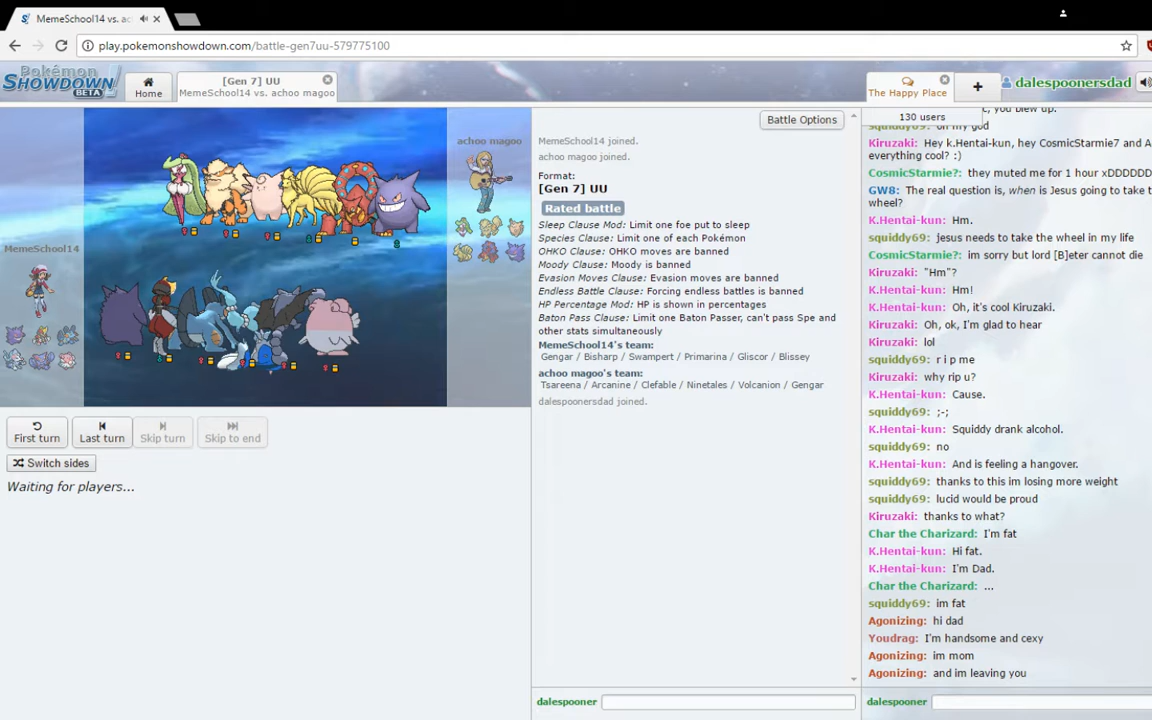 MemeSchool14 vs. ac
play.pokemonshowdown.com/battle-gen7uu-579775100
Pokémon
SHOWDOWN
BETA
Home
[Gen 7] UU
MemeSchool14 vs. achoo magoo
The Happy Place
+
dalespoonersdad
130 users
achoo magoo
MemeSchool14
First turn
Last turn
Skip turn
Skip to end
Switch sides
Waiting for players...
Battle Options
MemeSchool14 joined.
achoo magoo joined.
Format:
[Gen 7] UU
Rated battle
Sleep Clause Mod: Limit one foe put to sleep
Species Clause: Limit one of each Pokémon
OHKO Clause: OHKO moves are banned
Moody Clause: Moody is banned
Evasion Moves Clause: Evasion moves are banned
Endless Battle Clause: Forcing endless battles is banned
HP Percentage Mod: HP is shown in percentages
Baton Pass Clause: Limit one Baton Passer, can't pass Spe and
other stats simultaneously
MemeSchool14's team:
Gengar / Bisharp / Swampert / Primarina / Gliscor / Blissey
achoo magoo's team:
Tsareena / Arcanine / Clefable / Ninetales / Volcanion / Gengar
dalespoonersdad joined.
dalespooner
, you blew up.
squiddy69: oh my god
Kiruzaki: Hey k.Hentai-kun, hey CosmicStarmie7 and A
everything cool? :)
CosmicStarmie?: they muted me for 1 hour xDDDDDD
GW8: The real question is, when is Jesus going to take t
wheel?
K.Hentai-kun: Hm.
squiddy69: jesus needs to take the wheel in my life
CosmicStarmie?: im sorry but lord [B]eter cannot die
Kiruzaki: "Hm"?
K.Hentai-kun: Hm!
K.Hentai-kun: Oh, it's cool Kiruzaki.
Kiruzaki: Oh, ok, I'm glad to hear
Kiruzaki: lol
squiddy69: r i p me
Kiruzaki: why rip u?
K.Hentai-kun: Cause.
squiddy69: ;-;
K.Hentai-kun: Squiddy drank alcohol.
squiddy69: no
K.Hentai-kun: And is feeling a hangover.
squiddy69: thanks to this im losing more weight
squiddy69: lucid would be proud
Kiruzaki: thanks to what?
Char the Charizard: I'm fat
K.Hentai-kun: Hi fat.
K.Hentai-kun: I'm Dad.
Char the Charizard: ...
squiddy69: im fat
Agonizing: hi dad
Youdrag: I'm handsome and cexy
Agonizing: im mom
Agonizing: and im leaving you
dalespooner